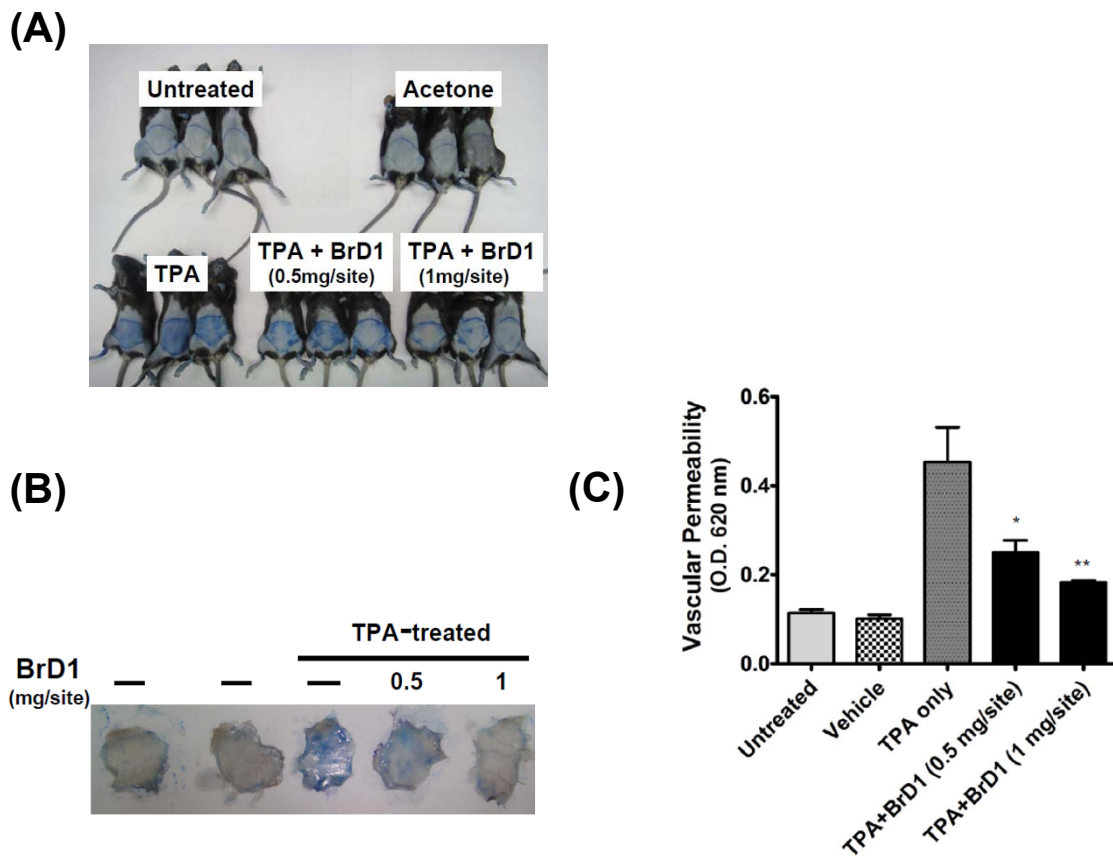 (A)
Untreated
Acetone
TPA
TPA + BrD1
(0.5mg/site)
TPA + BrD1
(1mg/site)
(B)
TPA-treated
BrD1
(mg/site)
— — — 0.5 1
(C)
Vascular Permeability
(O.D. 620 nm)
0.6
0.4
0.2
0.0
*
**
Untreated
Vehicle
TPA only
TPA+BrD1 (0.5 mg/site)
TPA+BrD1 (1 mg/site)